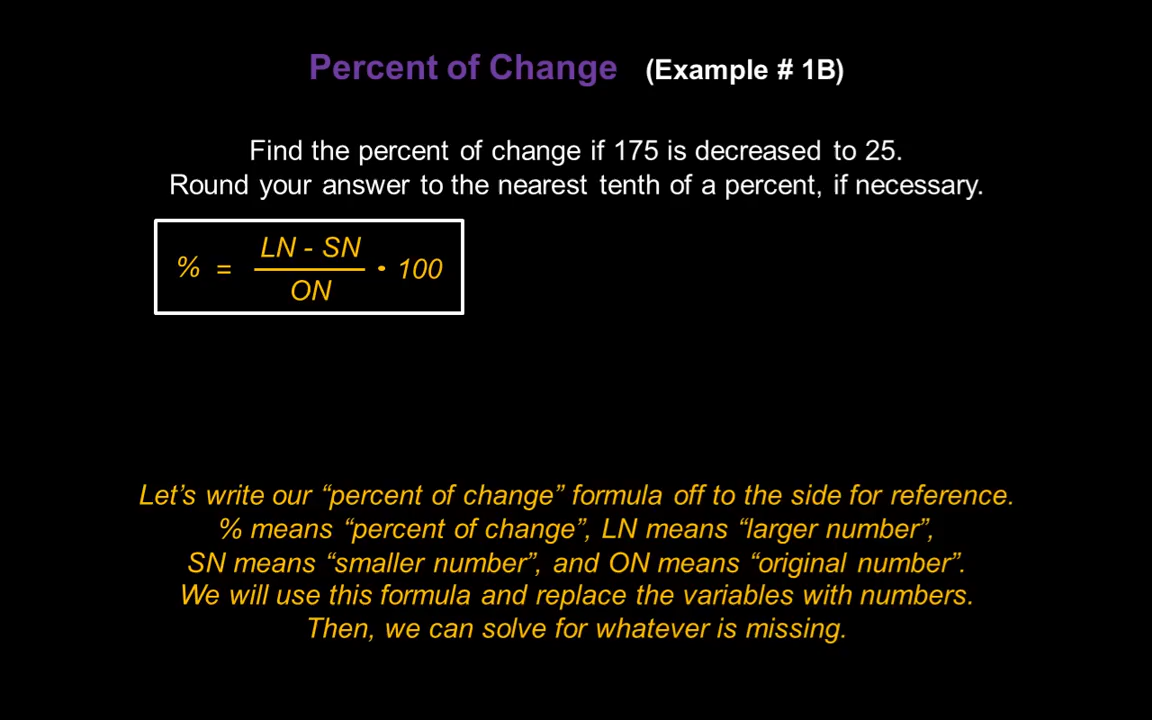 Percent of Change (Example # 1B)
Find the percent of change if 175 is decreased to 25.
Round your answer to the nearest tenth of a percent, if necessary.
% = LN - SN / ON • 100
Let’s write our “percent of change” formula off to the side for reference.
% means “percent of change”, LN means “larger number”,
SN means “smaller number”, and ON means “original number”.
We will use this formula and replace the variables with numbers.
Then, we can solve for whatever is missing.